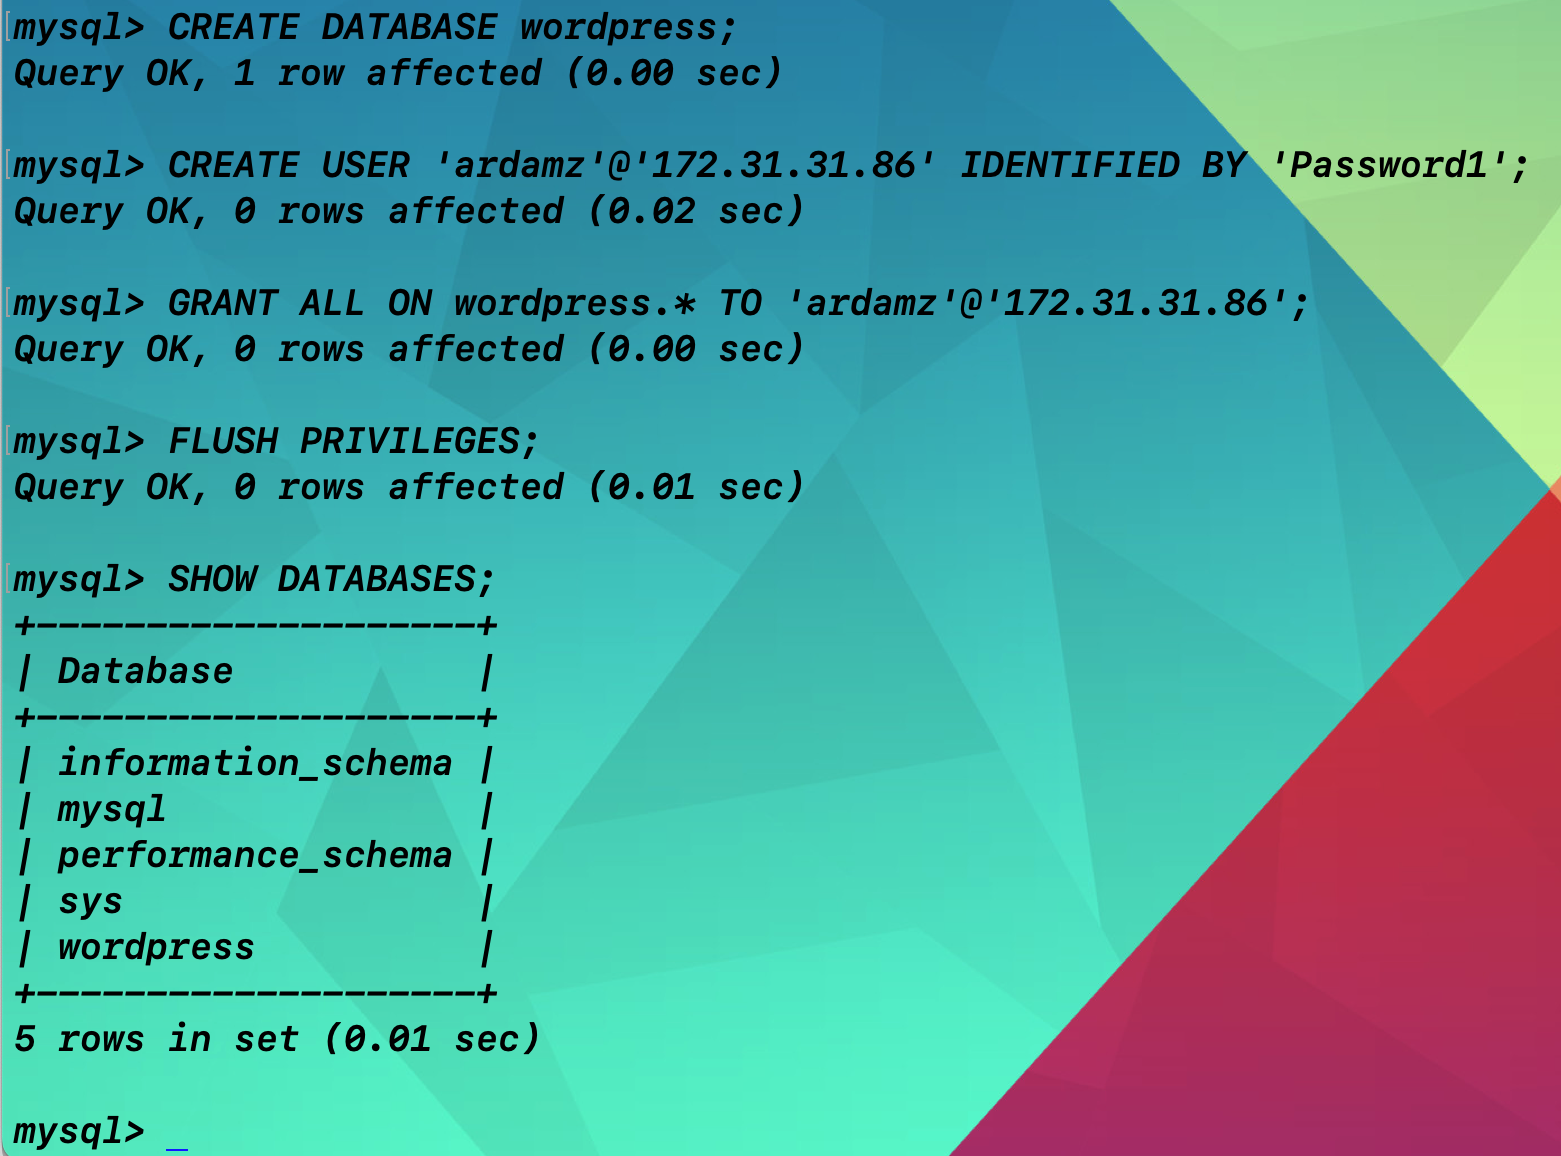 mysql> CREATE DATABASE wordpress;
Query OK, 1 row affected (0.00 sec)
mysql> CREATE USER 'ardamz'@'172.31.31.86' IDENTIFIED BY 'Password1';
Query OK, 0 rows affected (0.02 sec)
mysql> GRANT ALL ON wordpress.* TO 'ardamz'@'172.31.31.86';
Query OK, 0 rows affected (0.00 sec)
mysql> FLUSH PRIVILEGES;
Query OK, 0 rows affected (0.01 sec)
mysql> SHOW DATABASES;
+--------------------+
| Database           |
+--------------------+
| information_schema |
| mysql              |
| performance_schema |
| sys                |
| wordpress          |
+--------------------+
5 rows in set (0.01 sec)
mysql> _